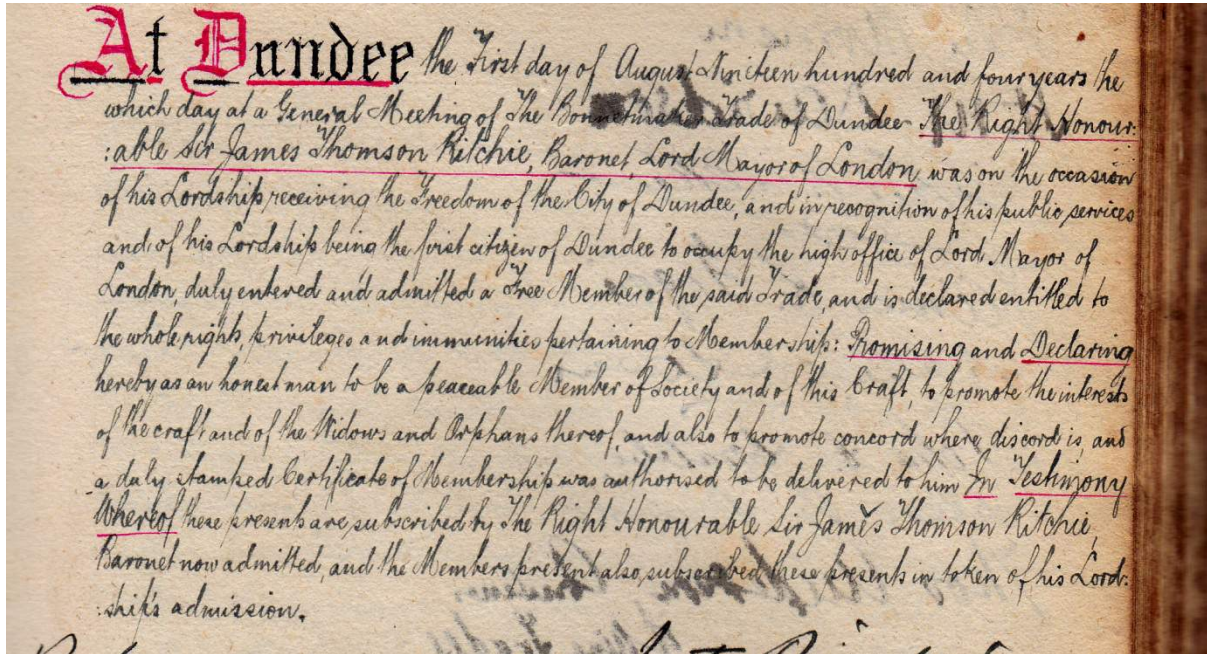 At Dundee the First day of August Nineteen hundred and four years the
which day at a General Meeting of The Bonnetmaker Trade of Dundee The Right Honour:
:able Sir James Thomson Ritchie, Baronet, Lord Mayor of London was on the occasion
of his Lordship receiving the Freedom of the City of Dundee, and in recognition of his public services
and of his Lordship being the first citizen of Dundee to occupy the high office of Lord Mayor of
London, duly entered and admitted a Free Member of the said Trade, and is declared entitled to
the whole rights, privileges and immunities pertaining to Membership: Promising and Declaring
hereby as an honest man to be a peaceable Member of Society and of this Craft, to promote the interests
of the craft and of the Widows and Orphans thereof, and also to promote concord where discord is, and
a duly stamped Certificate of Membership was authorised to be delivered to him In Testimony
Whereof these presents are subscribed by The Right Honourable Sir James Thomson Ritchie,
Baronet now admitted, and the Members present also, subscribed these presents in token of his Lord:
:ship's admission.